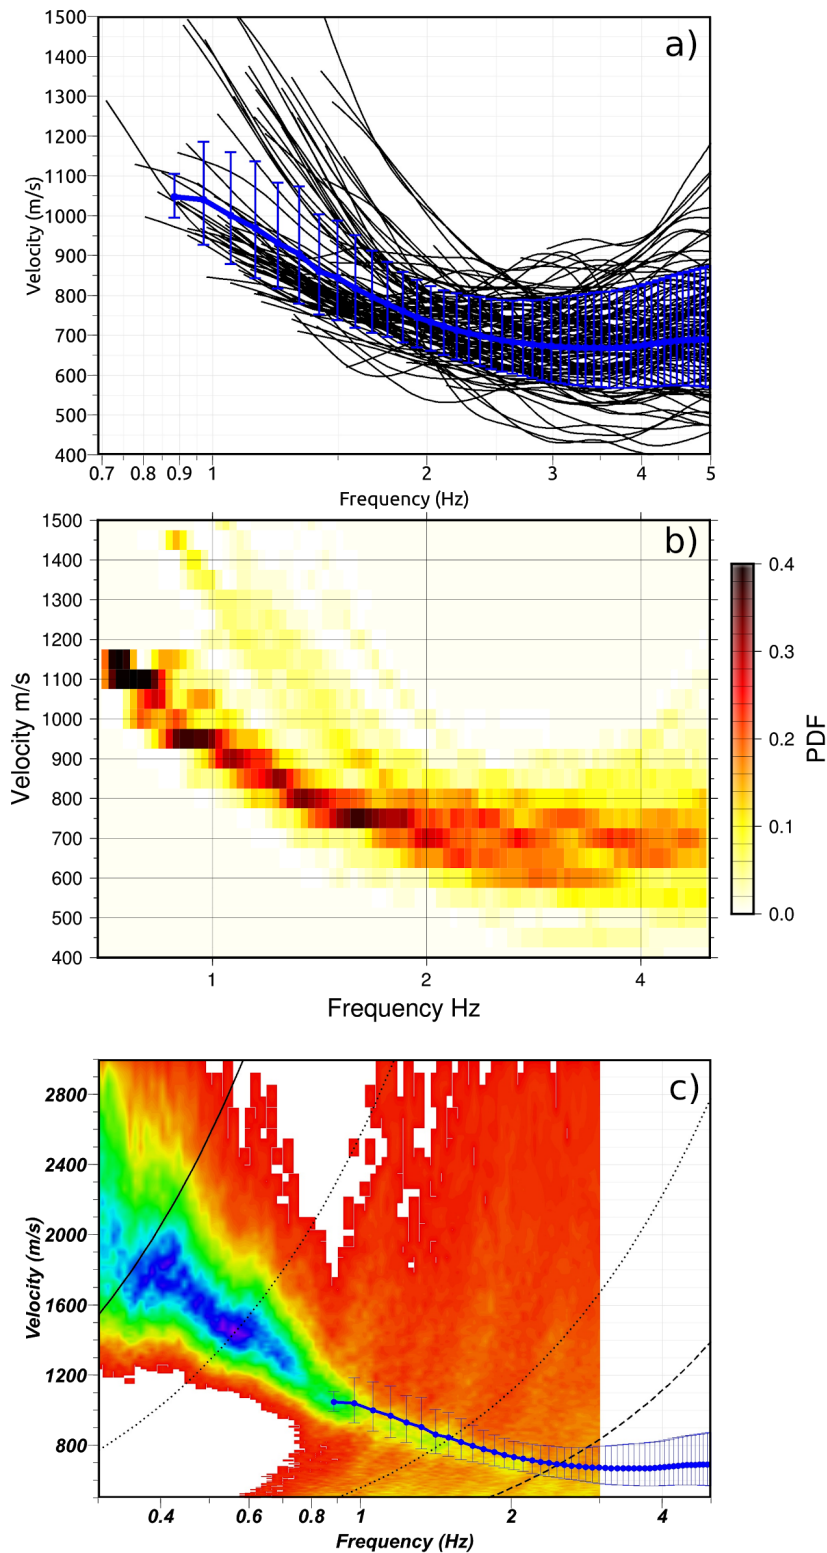 1500
a)
1400
1300
1200
1100
1000
900
800
700
600
500
400
Velocity (m/s)
0.7 0.8 0.9 1 2 3 4 5
Frequency (Hz)
1500
b)
1400
1300
1200
1100
1000
900
800
700
600
500
400
Velocity m/s
1 2 4
Frequency Hz
0.4
0.3
0.2
0.1
0.0
PDF
c)
2800
2400
2000
1600
1200
800
Velocity (m/s)
0.4 0.6 0.8 1 2 4
Frequency (Hz)